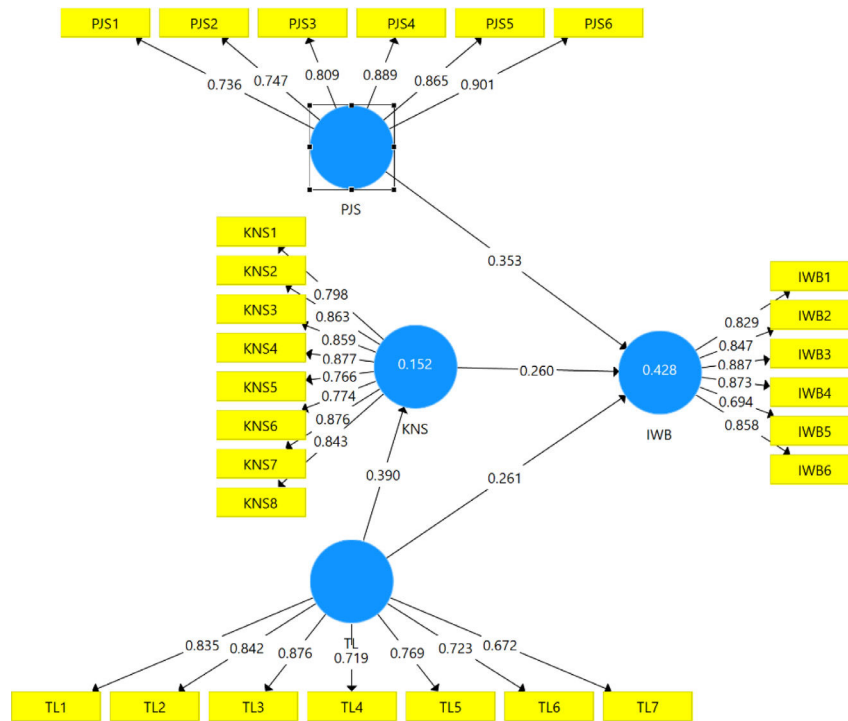 PJS1 PJS2 PJS3 PJS4 PJS5 PJS6
0.736 0.747 0.809 0.889 0.865 0.901
PJS
0.353
KNS1
KNS2
KNS3
KNS4
KNS5
KNS6
KNS7
KNS8
0.798
0.863
0.859
0.877
0.766
0.774
0.876
0.843
0.152
KNS
0.260
0.390
0.261
0.428
IWB
0.829
0.847
0.887
0.873
0.694
0.858
IWB1
IWB2
IWB3
IWB4
IWB5
IWB6
TL
0.835 0.842 0.876 0.719 0.769 0.723 0.672
TL1 TL2 TL3 TL4 TL5 TL6 TL7